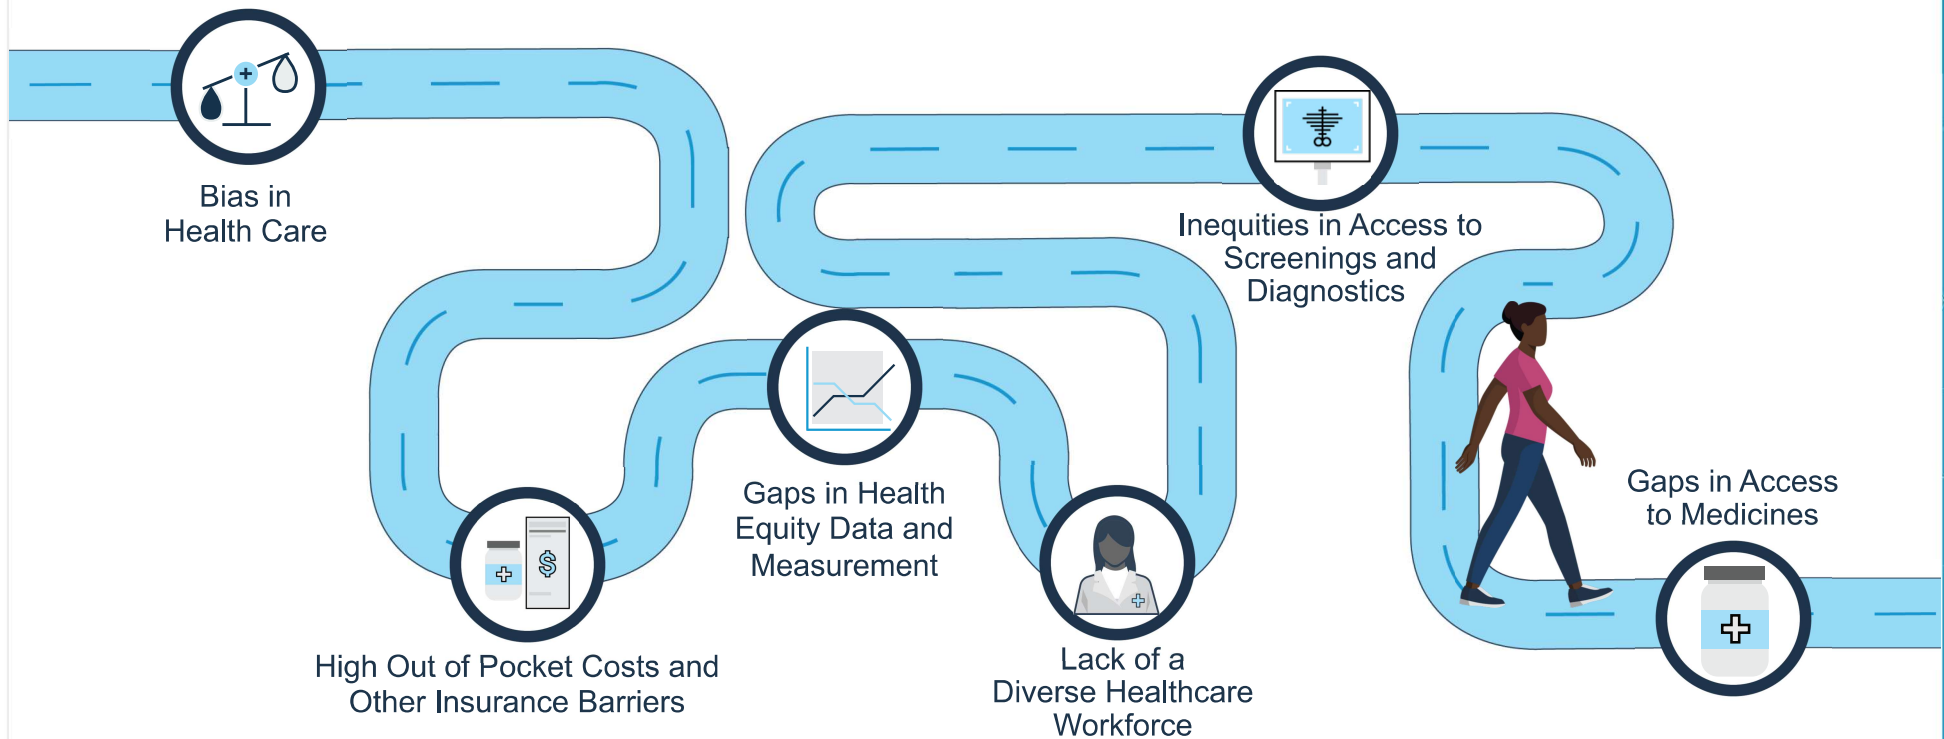 Bias in
Health Care
High Out of Pocket Costs and
Other Insurance Barriers
$
Gaps in Health
Equity Data and
Measurement
Lack of a
Diverse Healthcare
Workforce
Inequities in Access to
Screenings and
Diagnostics
Gaps in Access
to Medicines